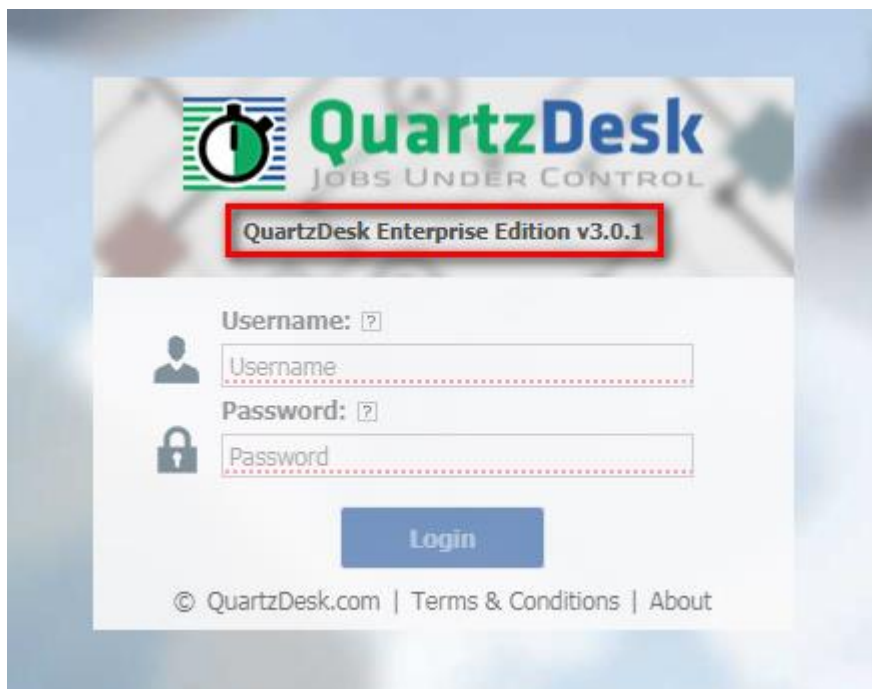 QuartzDesk
JOBS UNDER CONTROL
QuartzDesk Enterprise Edition v3.0.1
Username: ?
Username
Password: ?
Password
Login
© QuartzDesk.com | Terms & Conditions | About